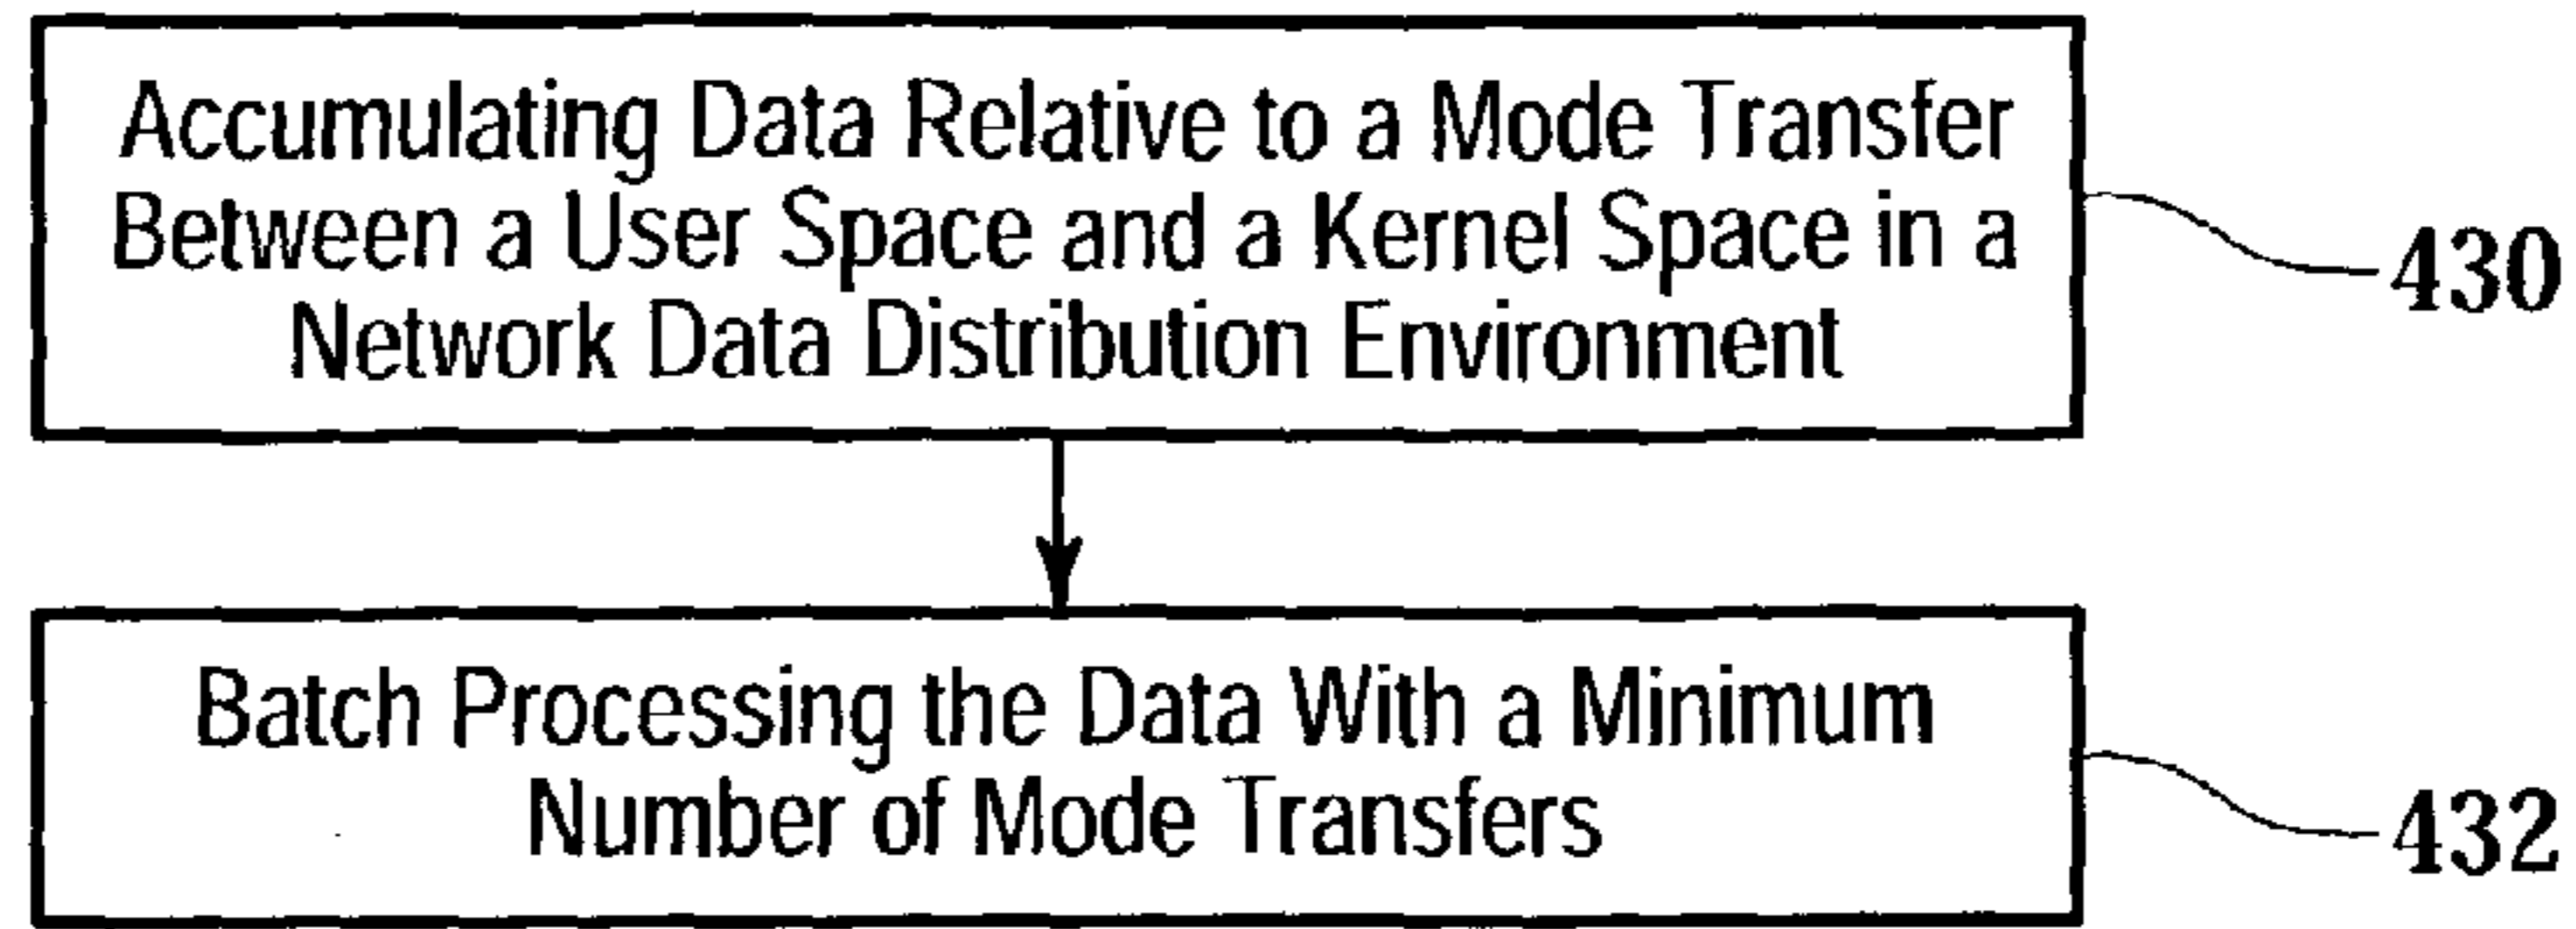 Accumulating Data Relative to a Mode Transfer
Between a User Space and a Kernel Space in a
Network Data Distribution Environment
430
Batch Processing the Data With a Minimum
Number of Mode Transfers
432